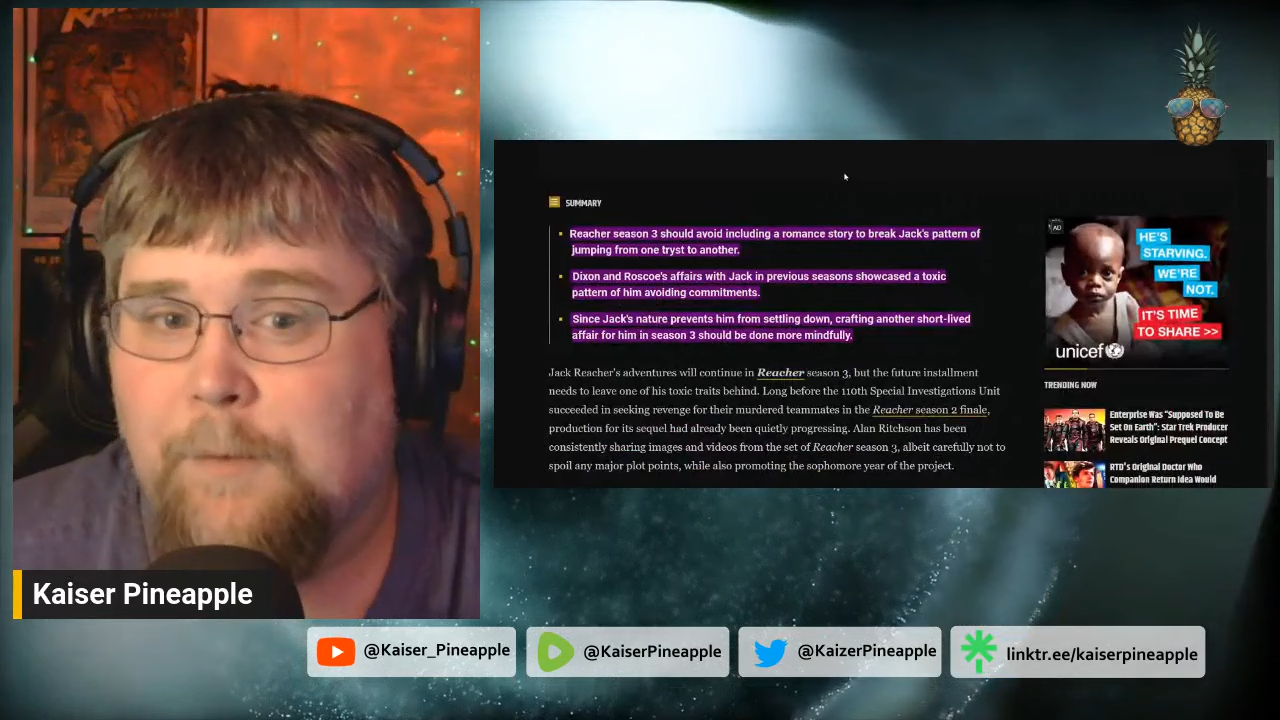 SUMMARY
Reacher season 3 should avoid including a romance story to break Jack's pattern of
jumping from one tryst to another.
Dixon and Roscoe's affairs with Jack in previous seasons showcased a toxic
pattern of him avoiding commitments.
Since Jack's nature prevents him from settling down, crafting another short-lived
affair for him in season 3 should be done more mindfully.
Jack Reacher's adventures will continue in Reacher season 3, but the future installment
needs to leave one of his toxic traits behind. Long before the 110th Special Investigations Unit
succeeded in seeking revenge for their murdered teammates in the Reacher season 2 finale,
production for its sequel had already been quietly progressing. Alan Ritchson has been
consistently sharing images and videos from the set of Reacher season 3, albeit carefully not to
spoil any major plot points, while also promoting the sophomore year of the project.
AD
HE'S
STARVING.
WE'RE
NOT.
IT'S TIME
TO SHARE >>
unicef
TRENDING NOW
Enterprise Was "Supposed To Be
Set On Earth": Star Trek Producer
Reveals Original Prequel Concept
RTD's Original Doctor Who
Companion Return Idea Would
Kaiser Pineapple
@Kaiser_Pineapple
@KaiserPineapple
@KaizerPineapple
linktr.ee/kaiserpineapple